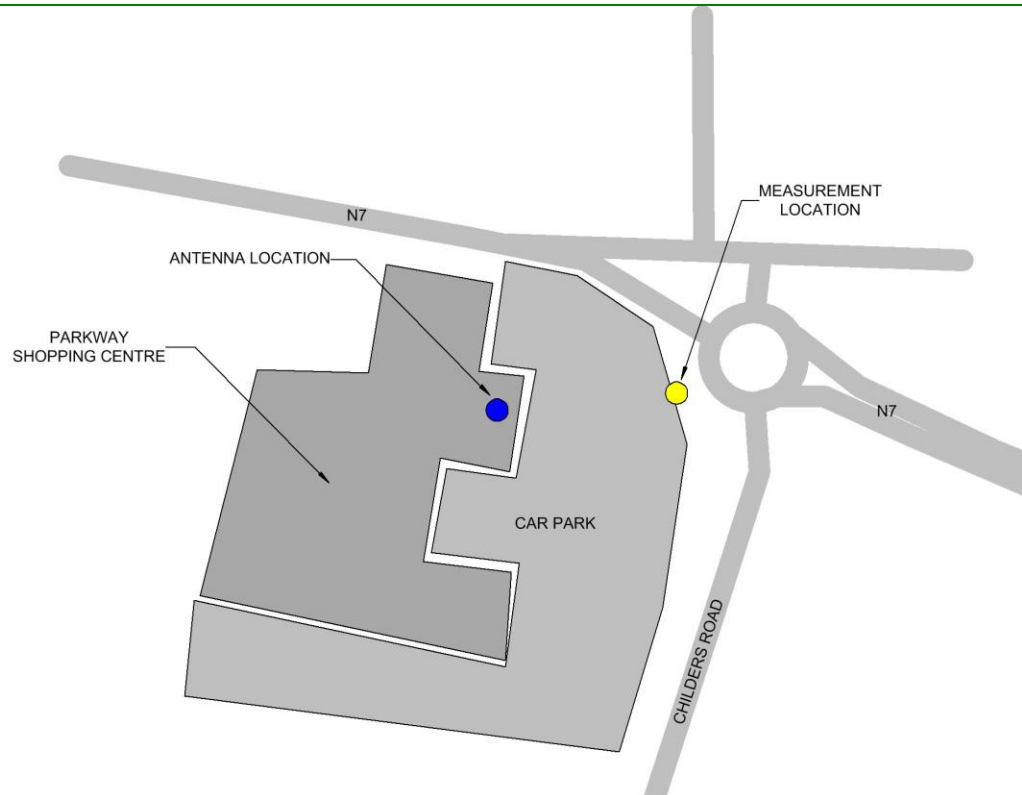 MEASUREMENT
LOCATION
N7
ANTENNA LOCATION
PARKWAY
SHOPPING CENTRE
N7
CAR PARK
CHILDERS ROAD